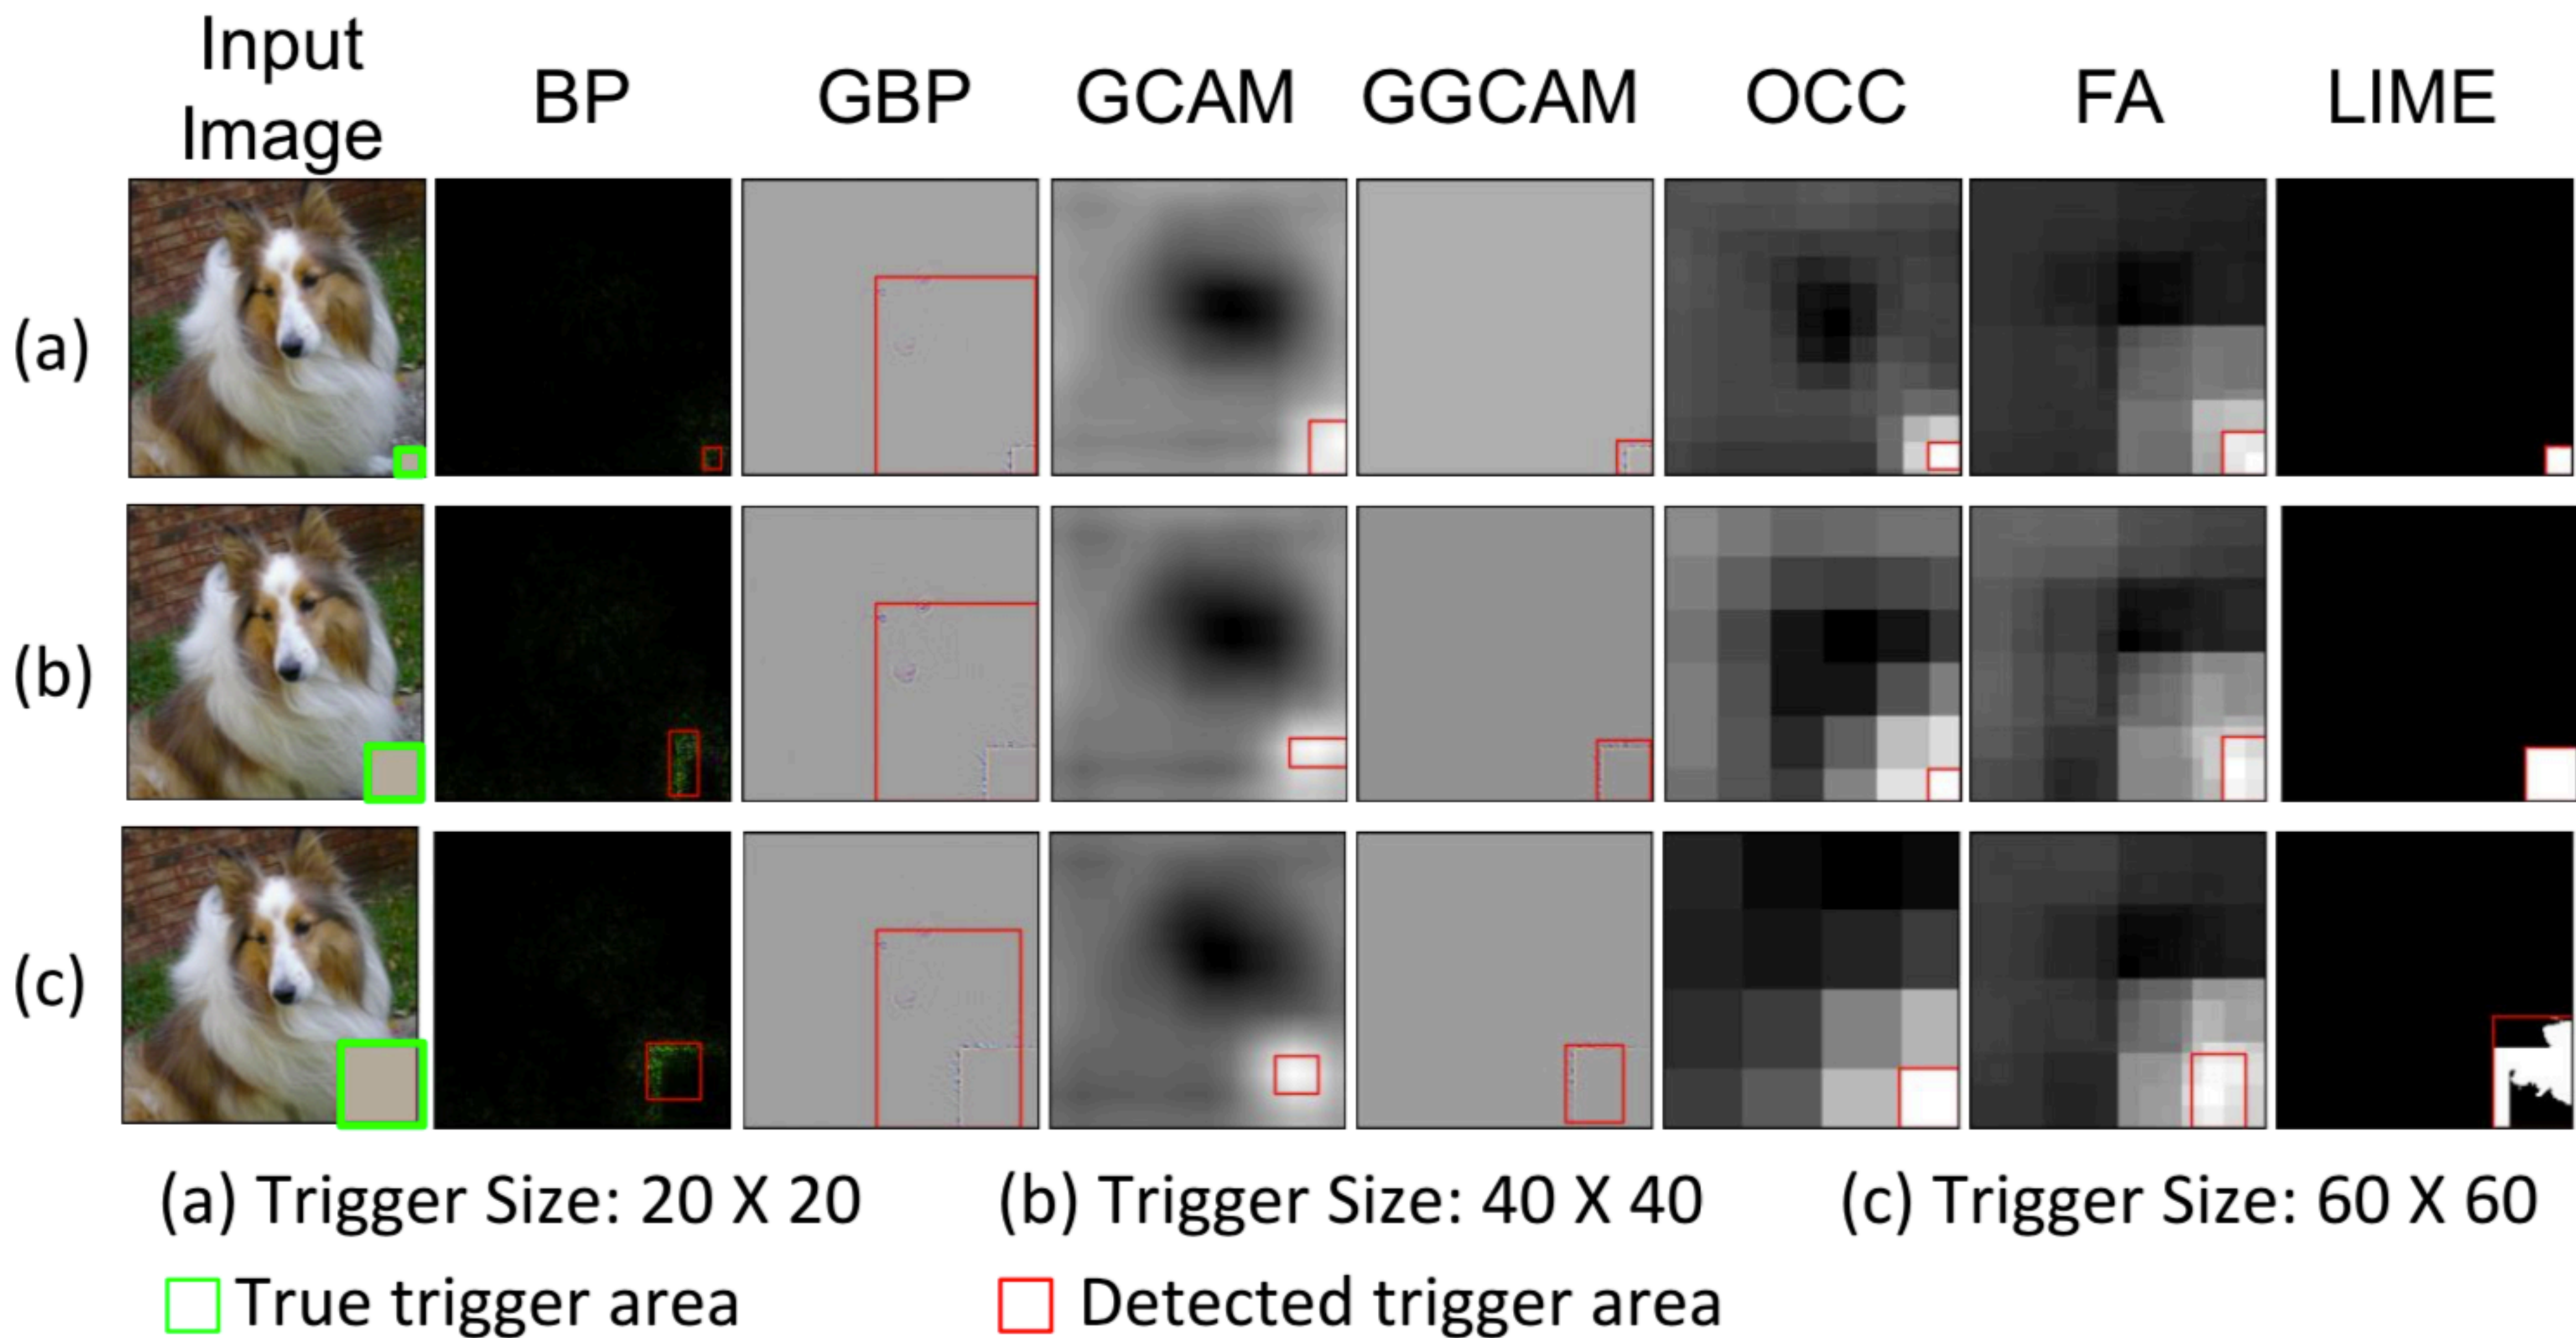 Input
Image
BP
GBP
GCAM
GGCAM
OCC
FA
LIME
(a)
(b)
(c)
(a) Trigger Size: 20 X 20
(b) Trigger Size: 40 X 40
(c) Trigger Size: 60 X 60
True trigger area
Detected trigger area